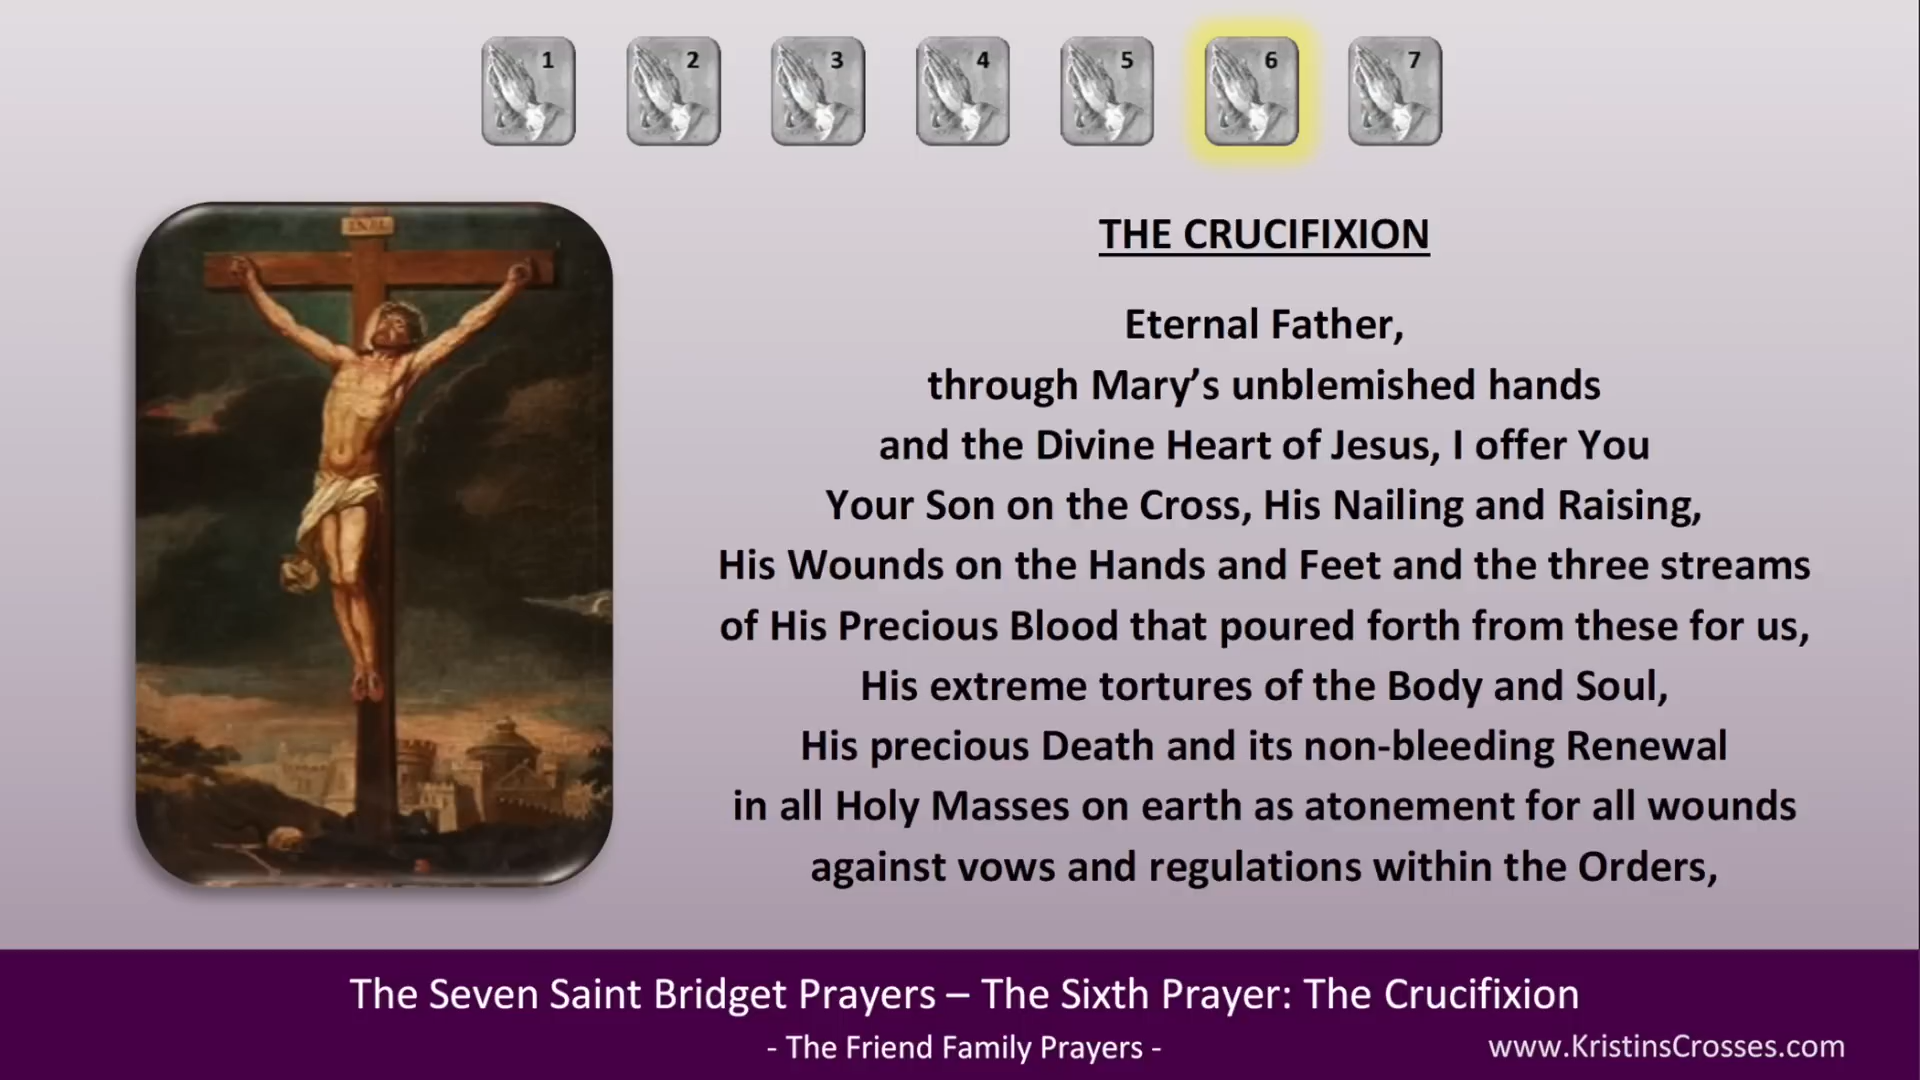 1 2 3 4 5 6 7
INRI
THE CRUCIFIXION
Eternal Father,
through Mary’s unblemished hands
and the Divine Heart of Jesus, I offer You
Your Son on the Cross, His Nailing and Raising,
His Wounds on the Hands and Feet and the three streams
of His Precious Blood that poured forth from these for us,
His extreme tortures of the Body and Soul,
His precious Death and its non-bleeding Renewal
in all Holy Masses on earth as atonement for all wounds
against vows and regulations within the Orders,
The Seven Saint Bridget Prayers – The Sixth Prayer: The Crucifixion
- The Friend Family Prayers -
www.KristinsCrosses.com